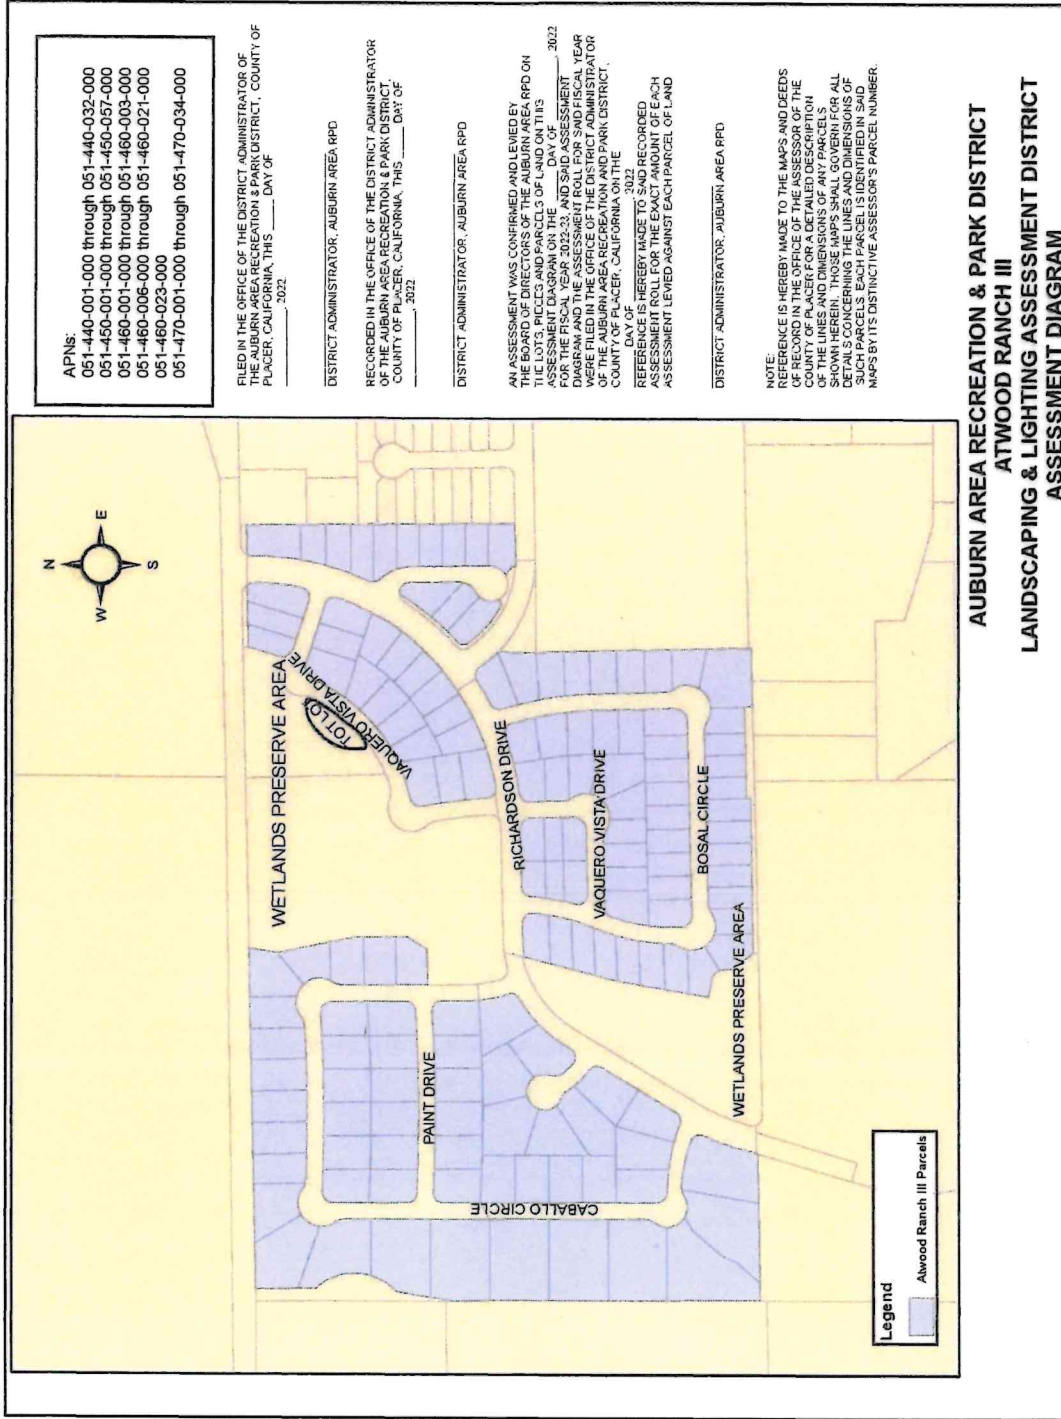 APNs:
051-440-001-000 through 051-440-032-000
051-450-001-000 through 051-450-057-000
051-460-001-000 through 051-460-003-000
051-460-006-000 through 051-460-021-000
051-460-023-000
051-470-001-000 through 051-470-034-000
FILED IN THE OFFICE OF THE DISTRICT ADMINISTRATOR OF
THE AUBURN AREA RECREATION & PARK DISTRICT, COUNTY OF
PLACER, CALIFORNIA, THIS ______ DAY OF
__________, 2022.
DISTRICT ADMINISTRATOR, AUBURN AREA RPD
RECORDED IN THE OFFICE OF THE DISTRICT ADMINISTRATOR
OF THE AUBURN AREA RECREATION & PARK DISTRICT,
COUNTY OF PLACER, CALIFORNIA, THIS ______ DAY OF
__________, 2022.
DISTRICT ADMINISTRATOR, AUBURN AREA RPD
AN ASSESSMENT WAS CONFIRMED AND LEVIED BY
THE BOARD OF DIRECTORS OF THE AUBURN AREA RPD ON
THE LOTS, PIECES AND PARCELS OF LAND ON THIS
ASSESSMENT DIAGRAM ON THE ______ DAY OF __________, 2022
FOR THE FISCAL YEAR 2022-23, AND SAID ASSESSMENT
DIAGRAM AND THE ASSESSMENT ROLL FOR SAID FISCAL YEAR
WERE FILED IN THE OFFICE OF THE DISTRICT ADMINISTRATOR
OF THE AUBURN AREA RECREATION AND PARK DISTRICT,
COUNTY OF PLACER, CALIFORNIA ON THE
______ DAY OF __________, 2022.
REFERENCE IS HEREBY MADE TO SAID RECORDED
ASSESSMENT ROLL FOR THE EXACT AMOUNT OF EACH
ASSESSMENT LEVIED AGAINST EACH PARCEL OF LAND
DISTRICT ADMINISTRATOR, AUBURN AREA RPD
NOTE:
REFERENCE IS HEREBY MADE TO THE MAPS AND DEEDS
OF RECORD IN THE OFFICE OF THE ASSESSOR OF THE
COUNTY OF PLACER FOR A DETAILED DESCRIPTION
OF THE LINES AND DIMENSIONS OF ANY PARCELS
SHOWN HEREIN. THOSE MAPS SHALL GOVERN FOR ALL
DETAILS CONCERNING THE LINES AND DIMENSIONS OF
SUCH PARCELS. EACH PARCEL IS IDENTIFIED IN SAID
MAPS BY ITS DISTINCTIVE ASSESSOR'S PARCEL NUMBER.
N
W
E
S
WETLANDS PRESERVE AREA
TOT LOT
VAQUERO VISTA DRIVE
RICHARDSON DRIVE
VAQUERO VISTA DRIVE
BOSAL CIRCLE
PAINT DRIVE
CABALLO CIRCLE
WETLANDS PRESERVE AREA
Legend
Atwood Ranch III Parcels
AUBURN AREA RECREATION & PARK DISTRICT
ATWOOD RANCH III
LANDSCAPING & LIGHTING ASSESSMENT DISTRICT
ASSESSMENT DIAGRAM